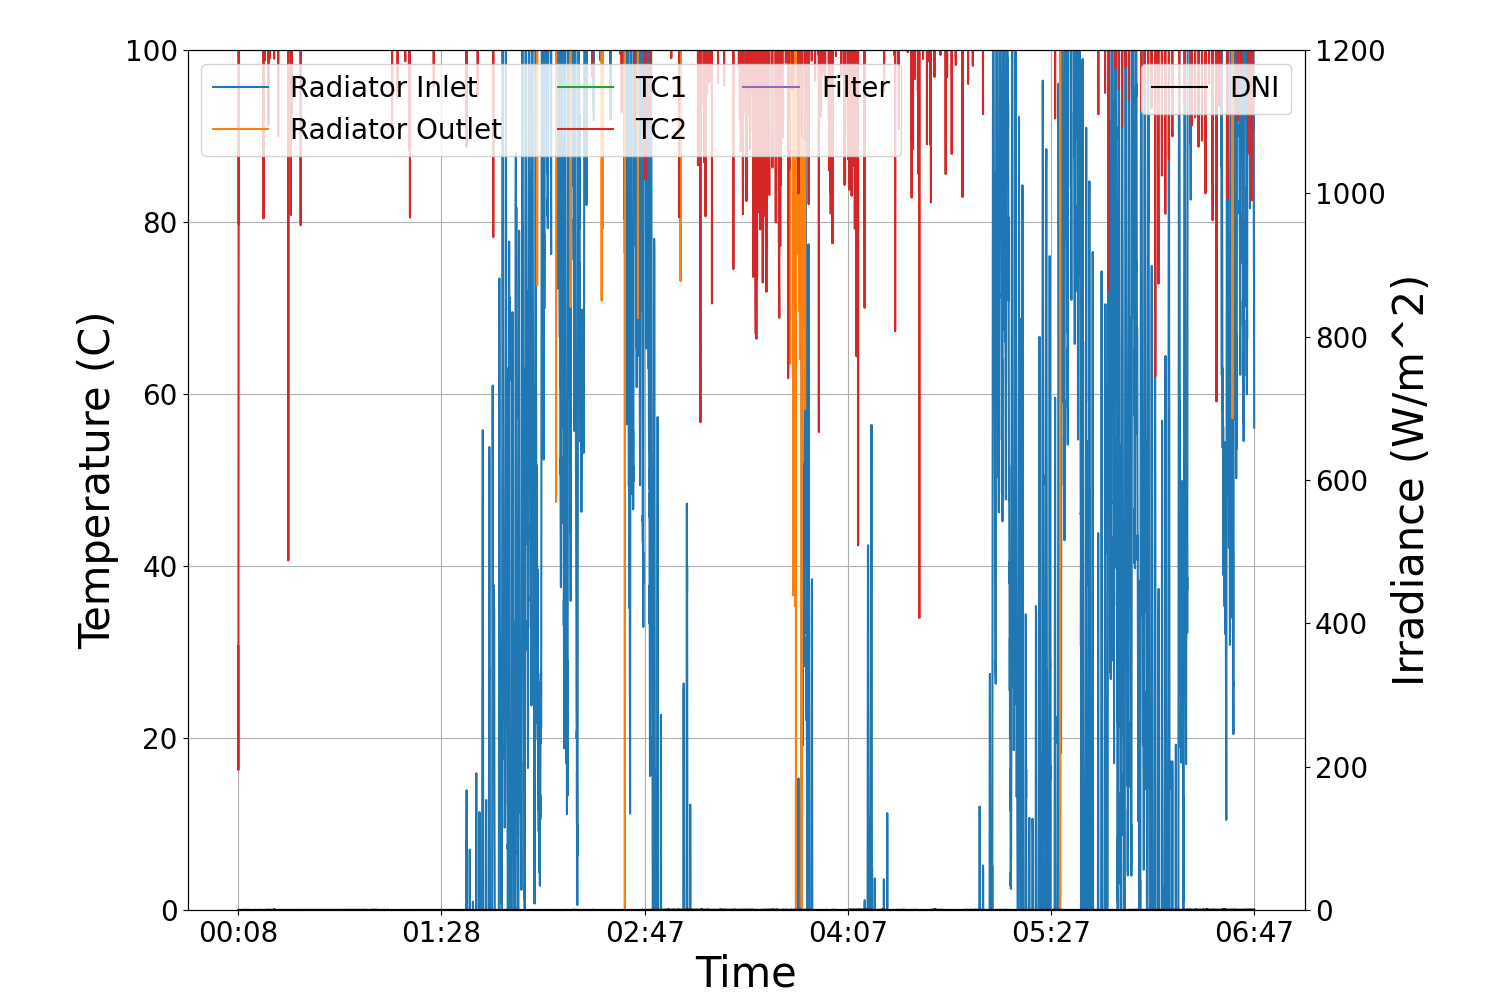 100
80
60
40
20
0
Temperature (C)
Radiator Inlet
Radiator Outlet
TC1
TC2
Filter
DNI
1200
1000
800
600
400
200
0
Irradiance (W/m^2)
00:08 01:28 02:47 04:07 05:27 06:47
Time